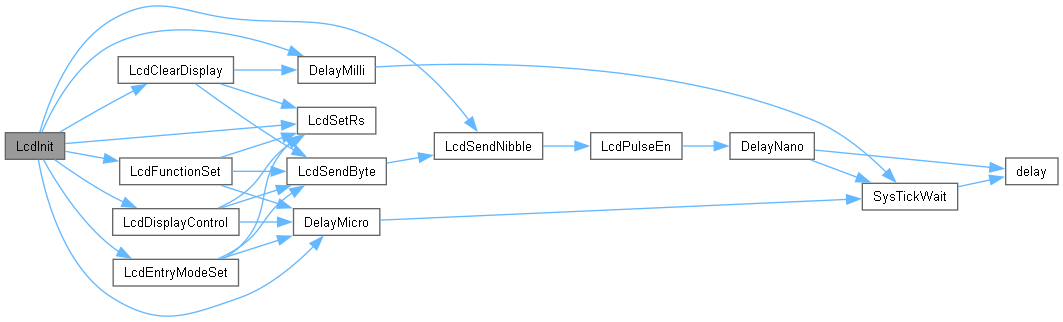 LcdInit
LcdClearDisplay
LcdFunctionSet
LcdDisplayControl
LcdEntryModeSet
DelayMilli
LcdSetRs
LcdSendByte
DelayMicro
LcdSendNibble
LcdPulseEn
DelayNano
SysTickWait
delay